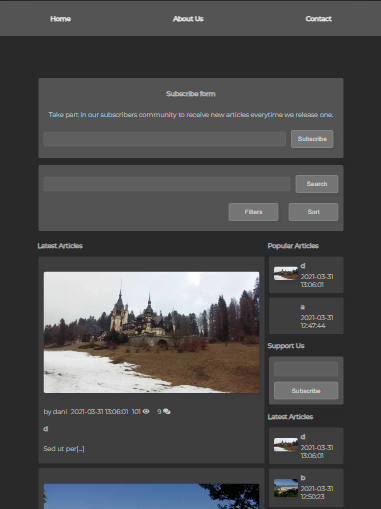 Home About Us Contact
Subscribe form
Take part in our subscribers community to receive new articles everytime we release one.
Subscribe
Search
Filters Sort
Latest Articles
d
by dani 2021-03-31 13:06:01 101 9
d
Sed ut per[...]
Popular Articles
d
2021-03-31
13:06:01
a
2021-03-31
12:47:44
Support Us
Subscribe
Latest Articles
d
2021-03-31
13:06:01
b
2021-03-31
12:50:23